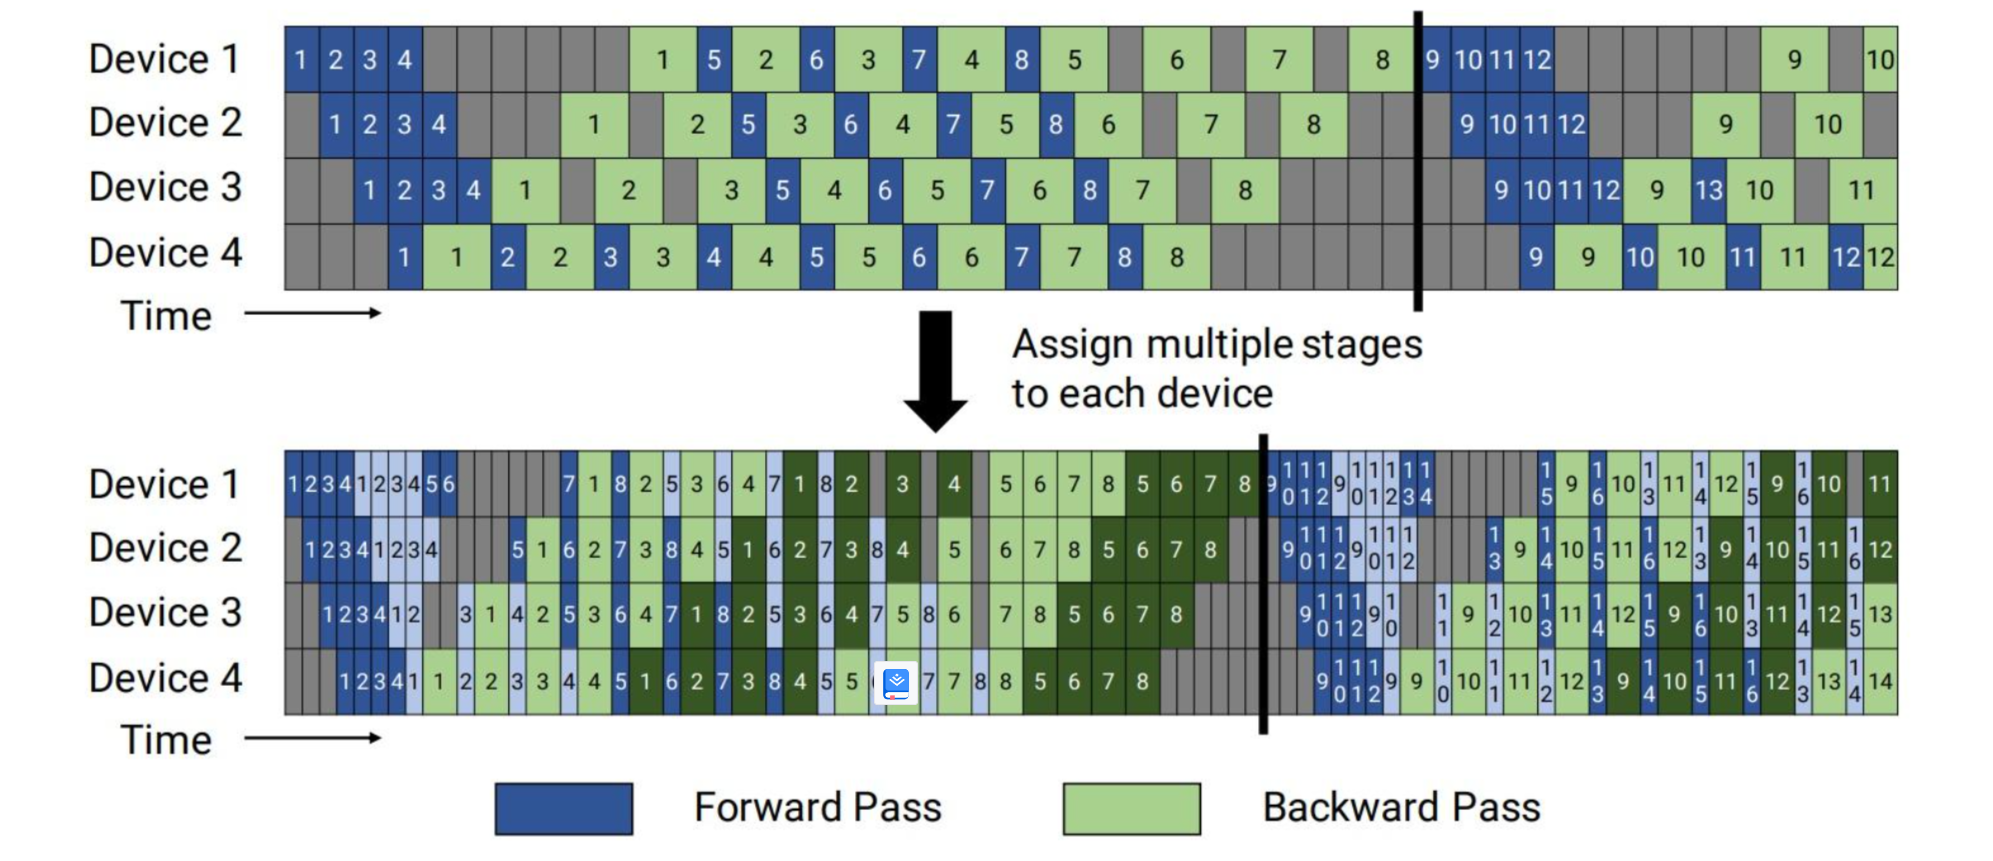 Device 1 1 2 3 4 1 5 2 6 3 7 4 8 5 6 7 8 9 10 11 12 9 10
Device 2 1 2 3 4 1 2 5 3 6 4 7 5 8 6 7 8 9 10 11 12 9 10
Device 3 1 2 3 4 1 2 3 5 4 6 5 7 6 8 7 8 9 10 11 12 9 13 10 11
Device 4 1 1 2 2 3 3 4 4 5 5 6 6 7 7 8 8 9 9 10 10 11 11 12 12
Time
Assign multiple stages
to each device
Device 1 1 2 3 4 1 2 3 4 5 6 7 1 8 2 5 3 6 4 7 1 8 2 3 4 5 6 7 8 5 6 7 8 9 10 11 12 9 10 11 12 13 14 15 9 16 10 13 11 14 12 15 9 16 10 11
Device 2 1 2 3 4 1 2 3 4 5 1 6 2 7 3 8 4 5 1 6 2 7 3 8 4 5 6 7 8 5 6 7 8 9 10 11 12 9 10 11 12 13 9 14 10 15 11 16 12 13 9 14 10 15 11 16 12
Device 3 1 2 3 4 1 2 3 1 4 2 5 3 6 4 7 1 8 2 5 3 6 4 7 5 8 6 7 8 5 6 7 8 9 10 11 12 9 10 11 9 12 10 13 11 14 12 15 9 16 10 13 11 14 12 15 13
Device 4 1 2 3 4 1 1 2 2 3 3 4 4 5 1 6 2 7 3 8 4 5 5 7 7 8 8 5 6 7 8 9 10 11 12 9 9 10 10 11 11 12 12 13 9 14 10 15 11 16 12 13 13 14 14
Time
Forward Pass
Backward Pass